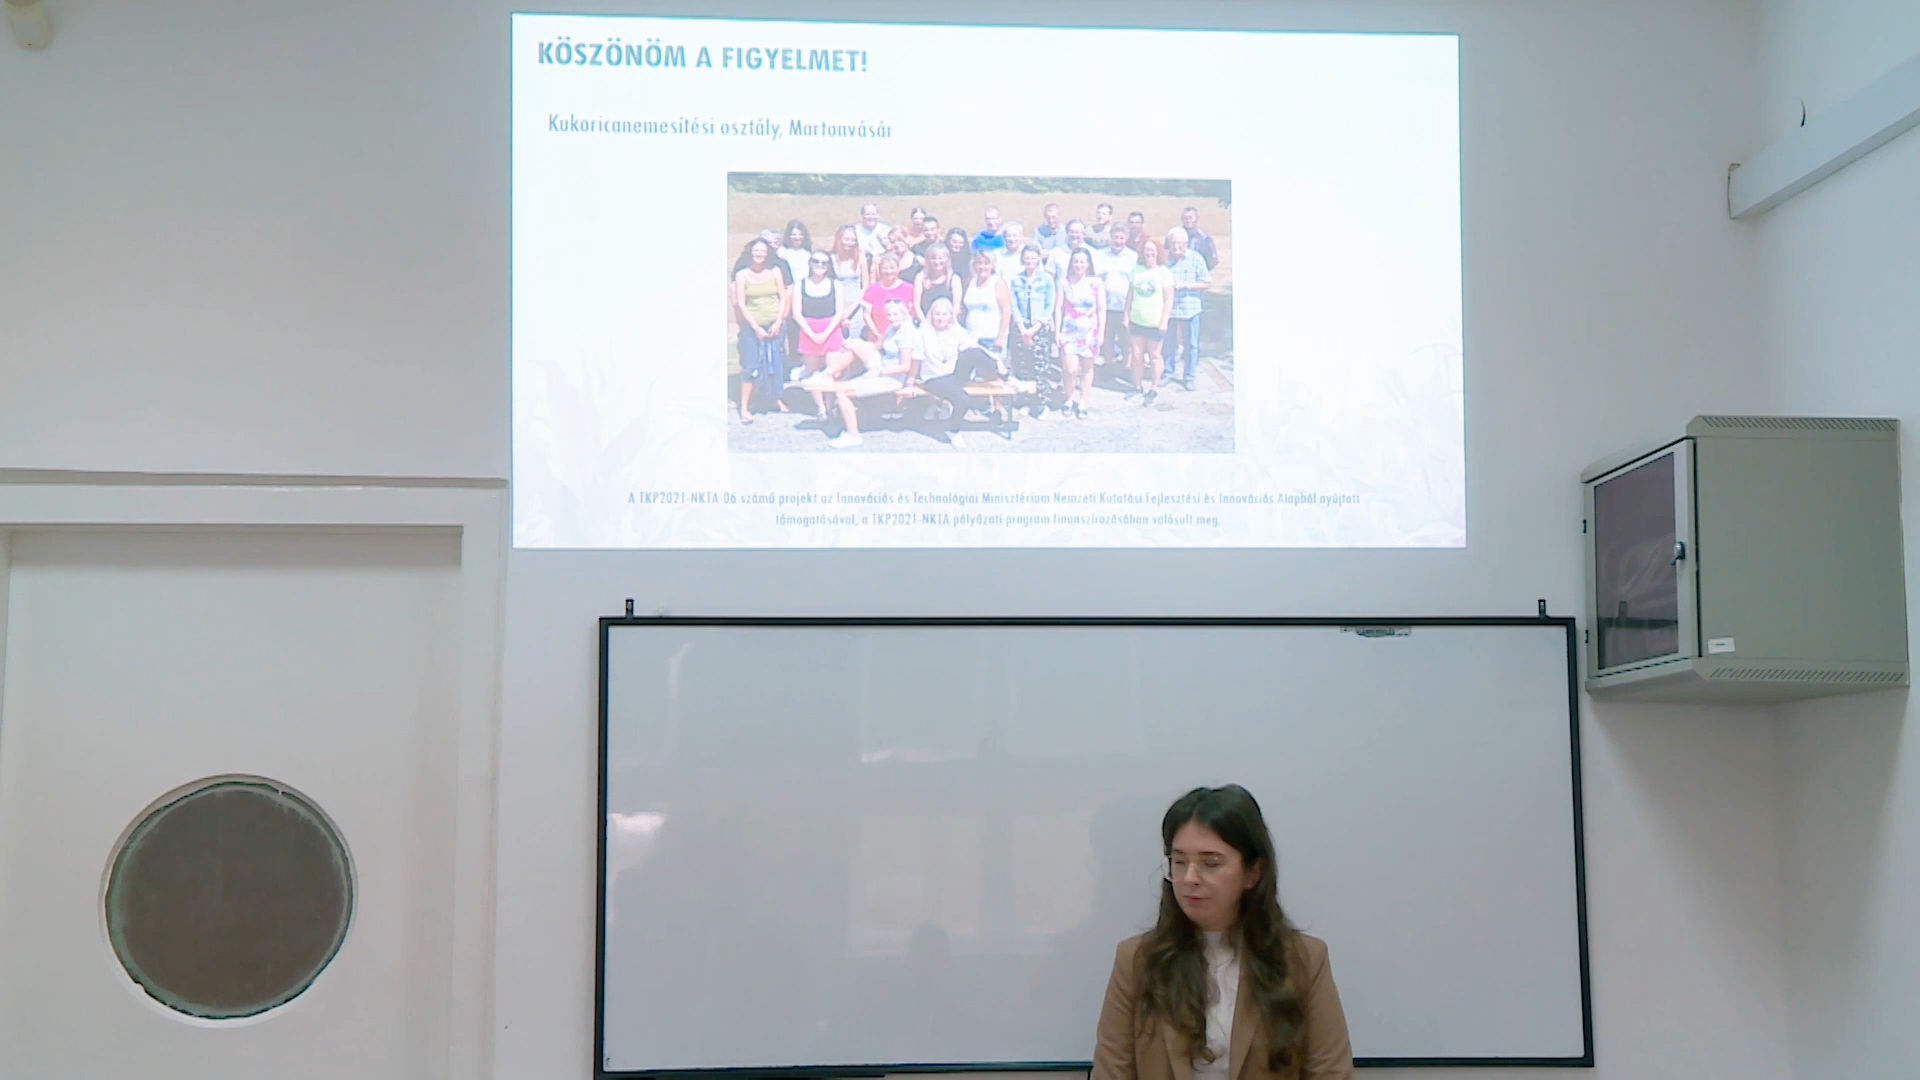 KÖSZÖNÖM A FIGYELMET!
Kukoricanemesítési osztály, Martonvásár
A TKP2021-NKTA-06 számú projekt az Innovációs és Technológiai Minisztérium Nemzeti Kutatási Fejlesztési és Innovációs Alapból nyújtott
támogatásával, a TKP2021-NKTA pályázati program finanszírozásában valósult meg.